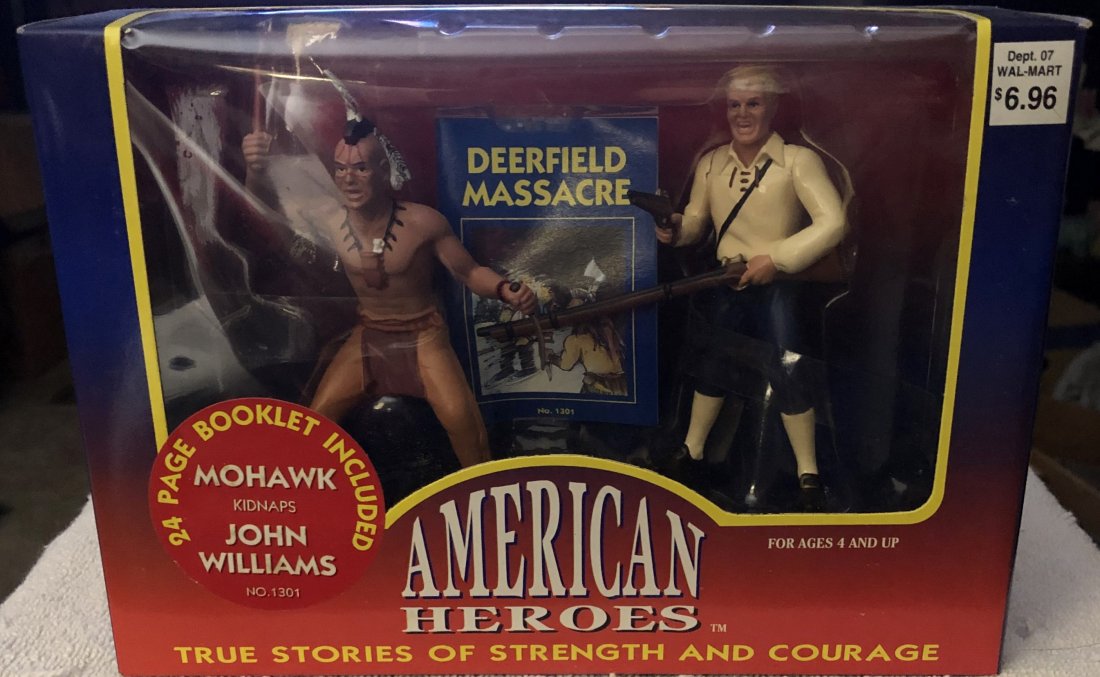 Dept. 07
WAL-MART
$6.96
DEERFIELD
MASSACRE
No. 1301
24 PAGE BOOKLET INCLUDED
MOHAWK
KIDNAPS
JOHN
WILLIAMS
NO.1301
AMERICAN
HEROES™
FOR AGES 4 AND UP
TRUE STORIES OF STRENGTH AND COURAGE